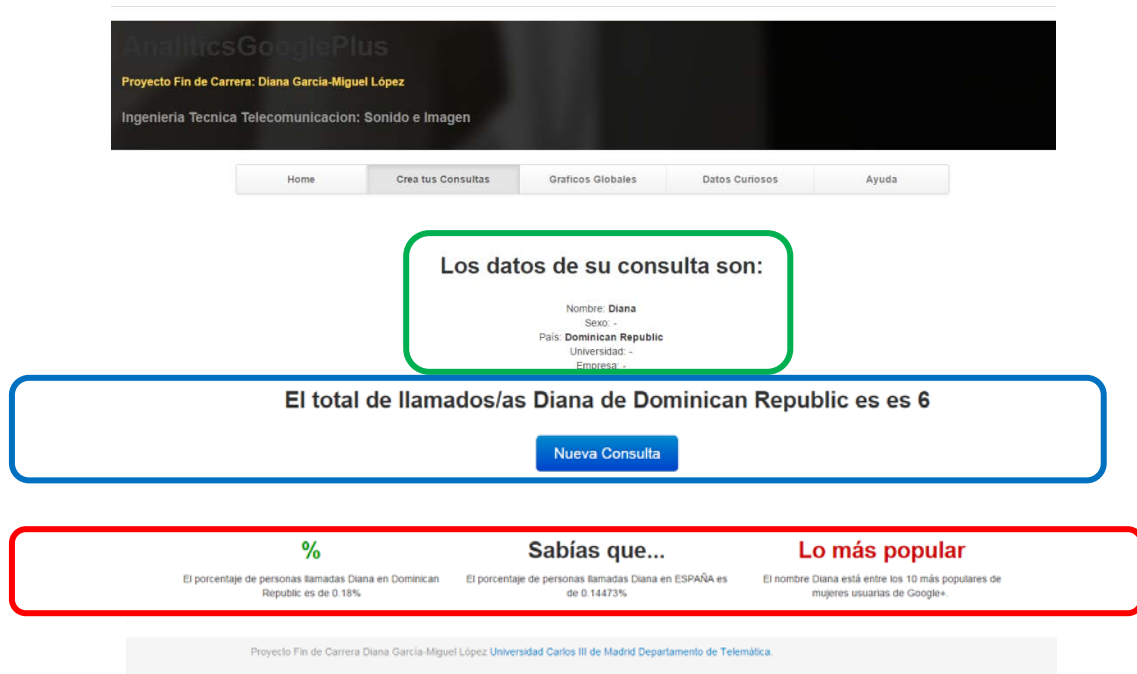 AnaliticsGooglePlus
Proyecto Fin de Carrera: Diana García-Miguel López
Ingenieria Tecnica Telecomunicacion: Sonido e Imagen
Home Crea tus Consultas Graficos Globales Datos Curiosos Ayuda
Los datos de su consulta son:
Nombre: Diana
Sexo: -
País: Dominican Republic
Universidad: -
Empresa: -
El total de llamados/as Diana de Dominican Republic es es 6
Nueva Consulta
%
El porcentaje de personas llamadas Diana en Dominican
Republic es de 0.18%
Sabías que...
El porcentaje de personas llamadas Diana en ESPAÑA es
de 0.14473%
Lo más popular
El nombre Diana está entre los 10 más populares de
mujeres usuarias de Google+.
Proyecto Fin de Carrera Diana García-Miguel López Universidad Carlos III de Madrid Departamento de Telemática.